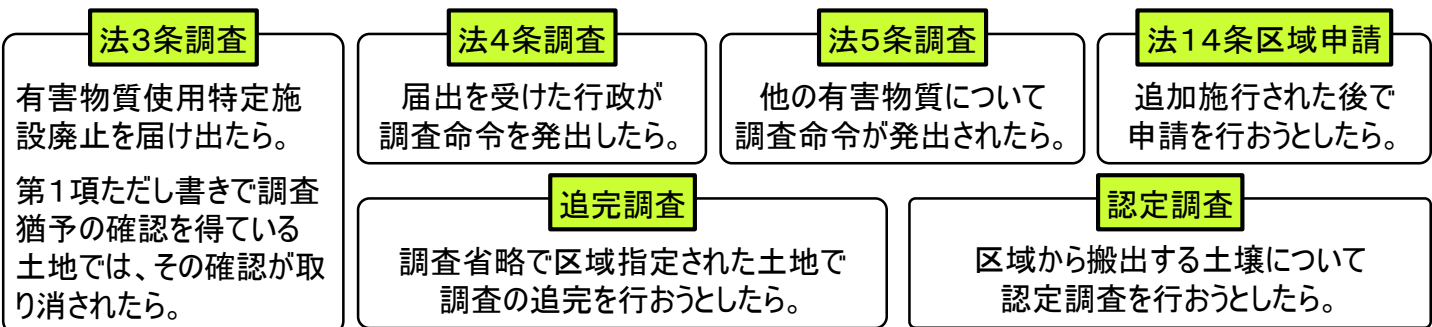 法3条調査
有害物質使用特定施
設廃止を届け出たら。
第1項ただし書きで調査
猶予の確認を得ている
土地では、その確認が取
り消されたら。
法4条調査
届出を受けた行政が
調査命令を発出したら。
法5条調査
他の有害物質について
調査命令が発出されたら。
法14条区域申請
追加施行された後で
申請を行おうとしたら。
追完調査
調査省略で区域指定された土地で
調査の追完を行おうとしたら。
認定調査
区域から搬出する土壌について
認定調査を行おうとしたら。